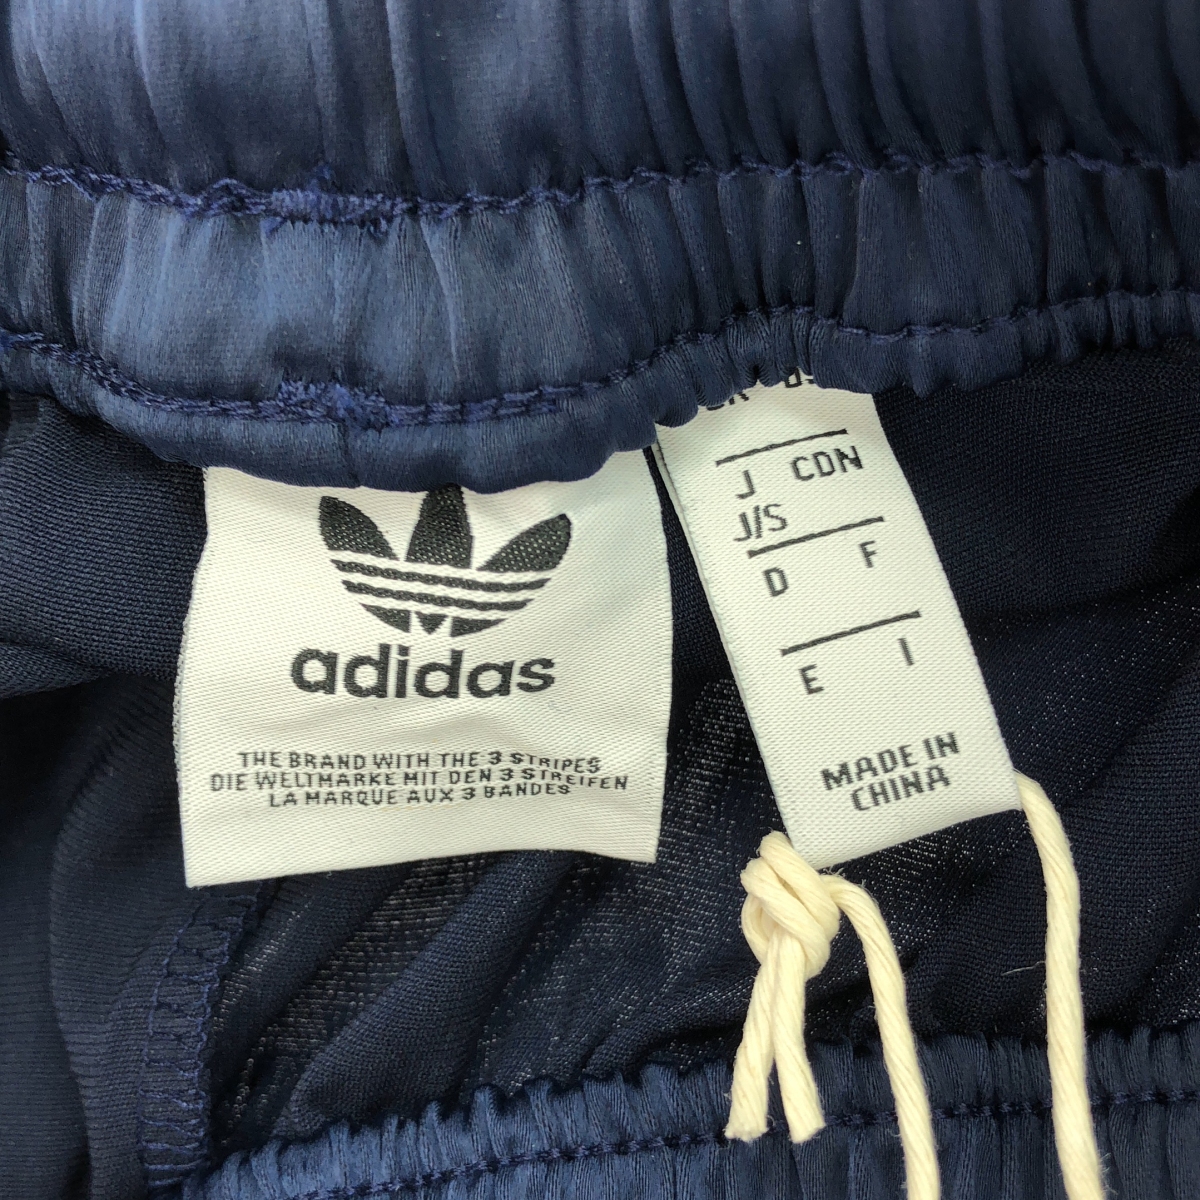 adidas
THE BRAND WITH THE 3 STRIPES
DIE WELTMARKE MIT DEN 3 STREIFEN
LA MARQUE AUX 3 BANDES
J CDN
J/S
D F
E I
MADE IN
CHINA